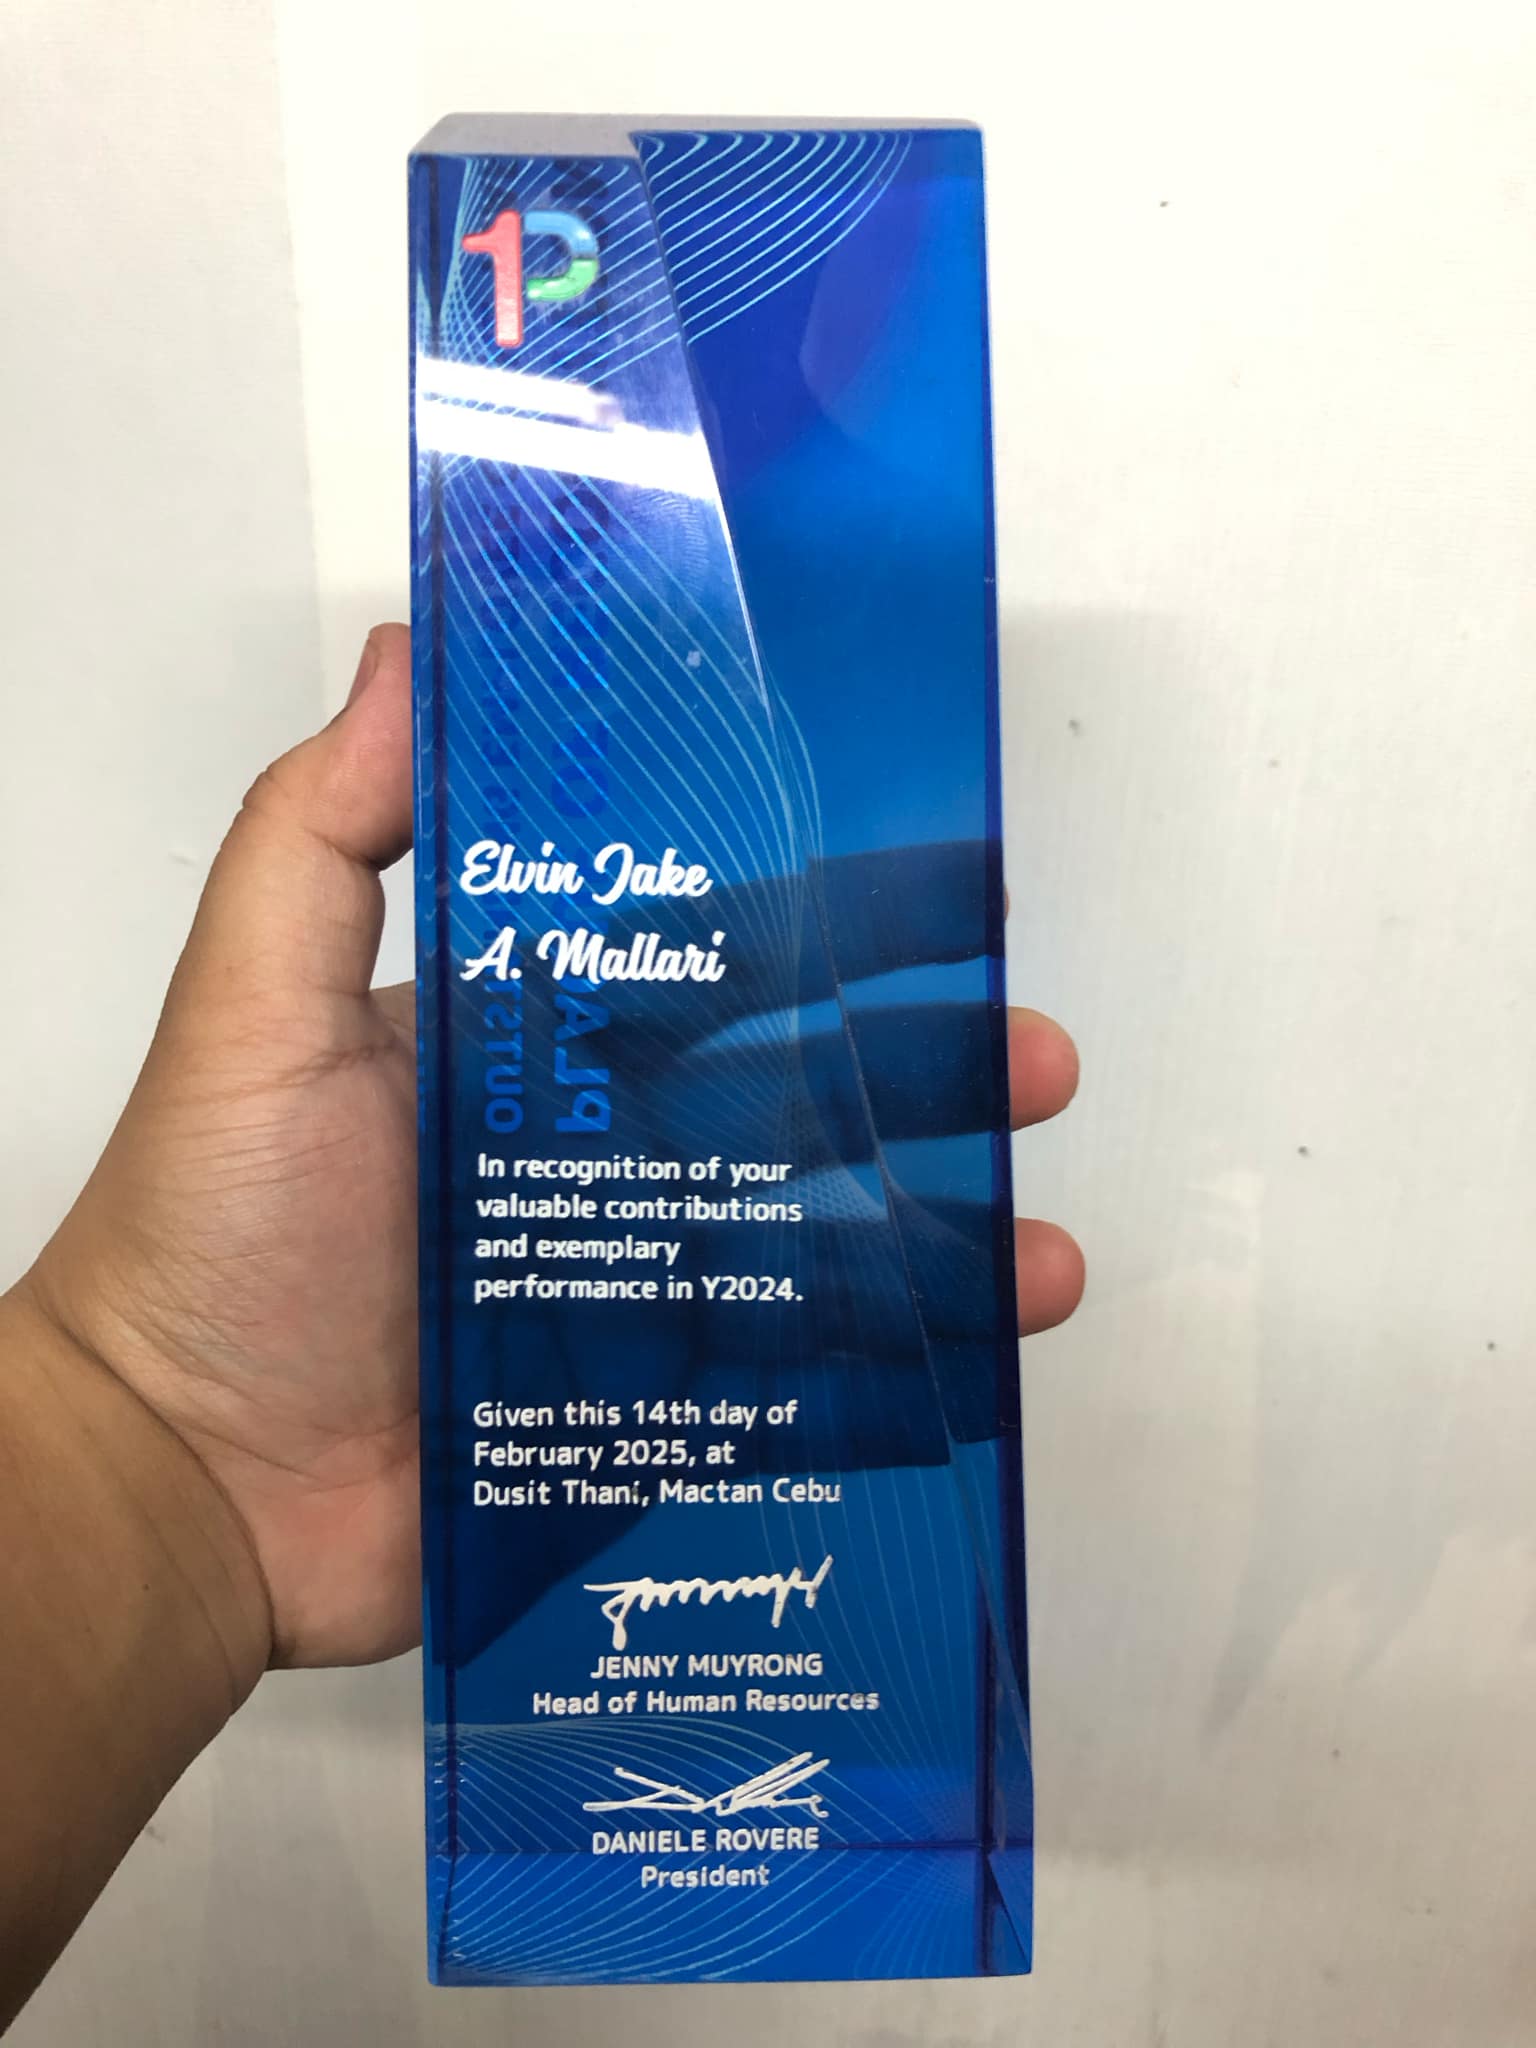 1P
Elvin Jake
A. Mallari
In recognition of your
valuable contributions
and exemplary
performance in Y2024.
Given this 14th day of
February 2025, at
Dusit Thani, Mactan Cebu
JENNY MUYRONG
Head of Human Resources
DANIELE ROVERE
President